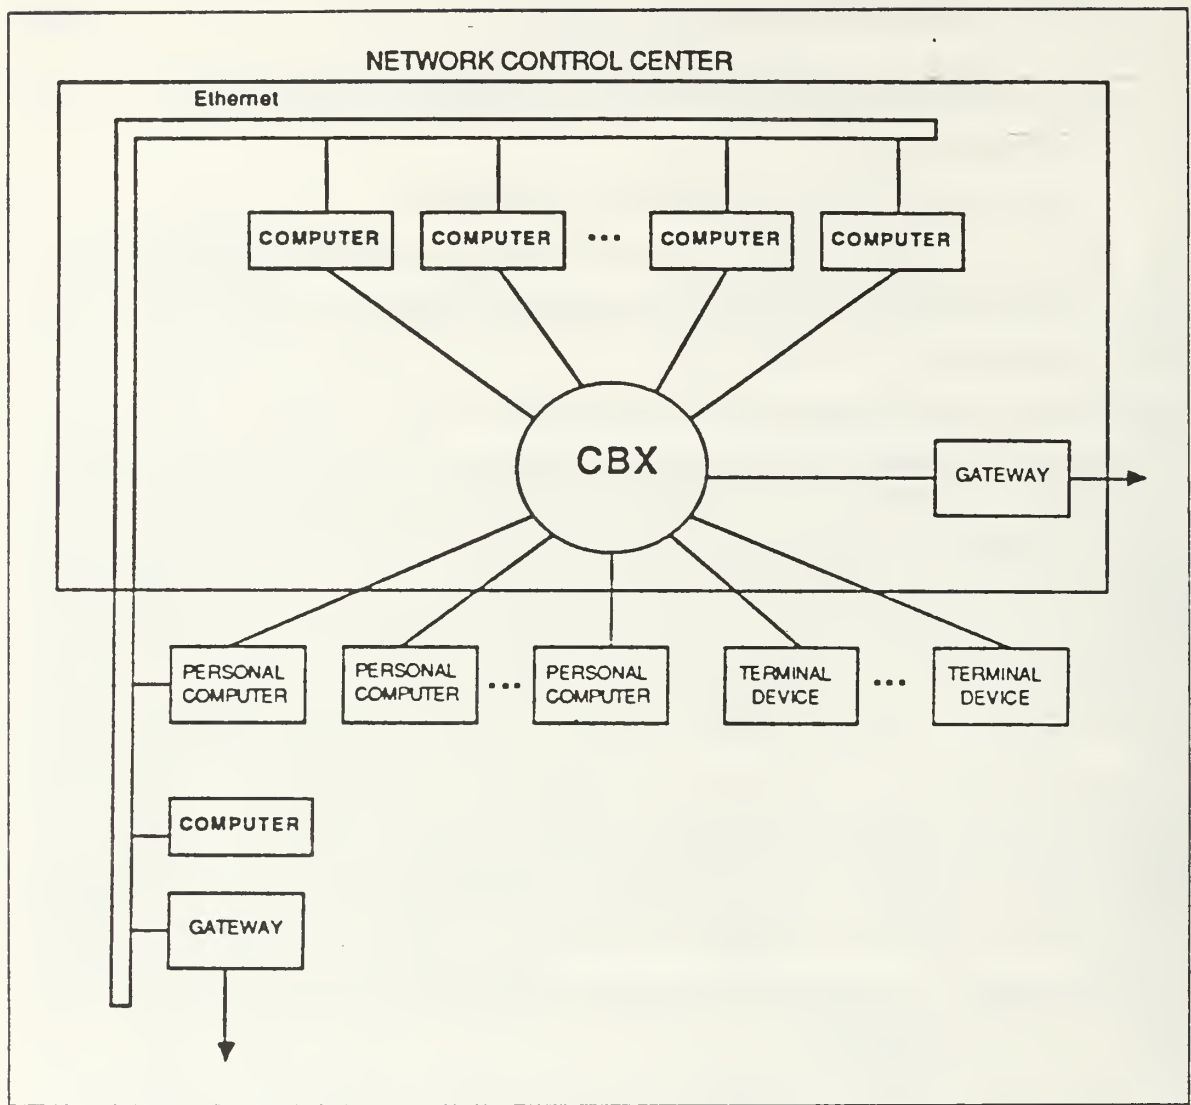 NETWORK CONTROL CENTER
Ethernet
COMPUTER
COMPUTER
...
COMPUTER
COMPUTER
CBX
GATEWAY
PERSONAL
COMPUTER
PERSONAL
COMPUTER
...
PERSONAL
COMPUTER
TERMINAL
DEVICE
...
TERMINAL
DEVICE
COMPUTER
GATEWAY